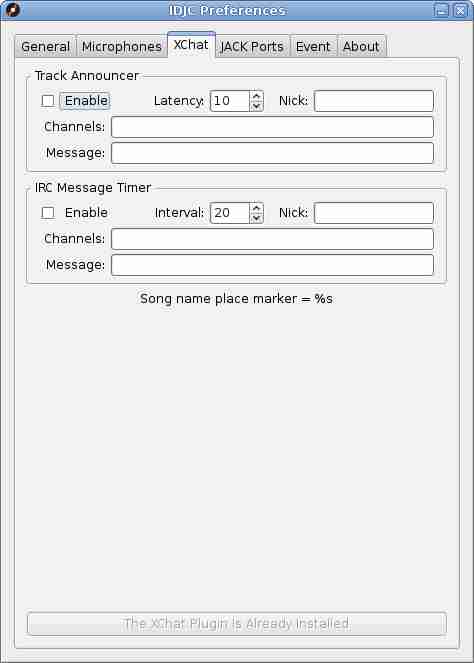 IDJC Preferences
General Microphones XChat JACK Ports Event About
Track Announcer
Enable Latency: 10 Nick:
Channels:
Message:
IRC Message Timer
Enable Interval: 20 Nick:
Channels:
Message:
Song name place marker = %s
The XChat Plugin is Already Installed